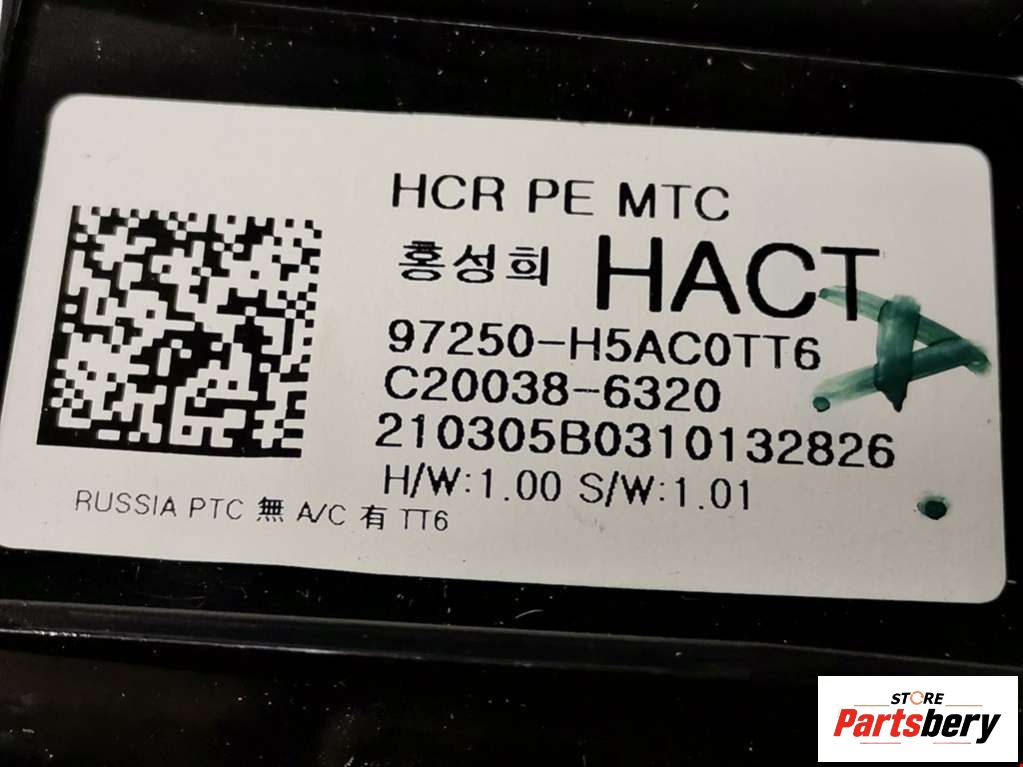 HCR PE MTC
홍성희 HACT
97250-H5AC0TT6
C20038-6320
210305B0310132826
H/W:1.00 S/W:1.01
RUSSIA PTC 無 A/C 有 TT6
STORE
Partsbery